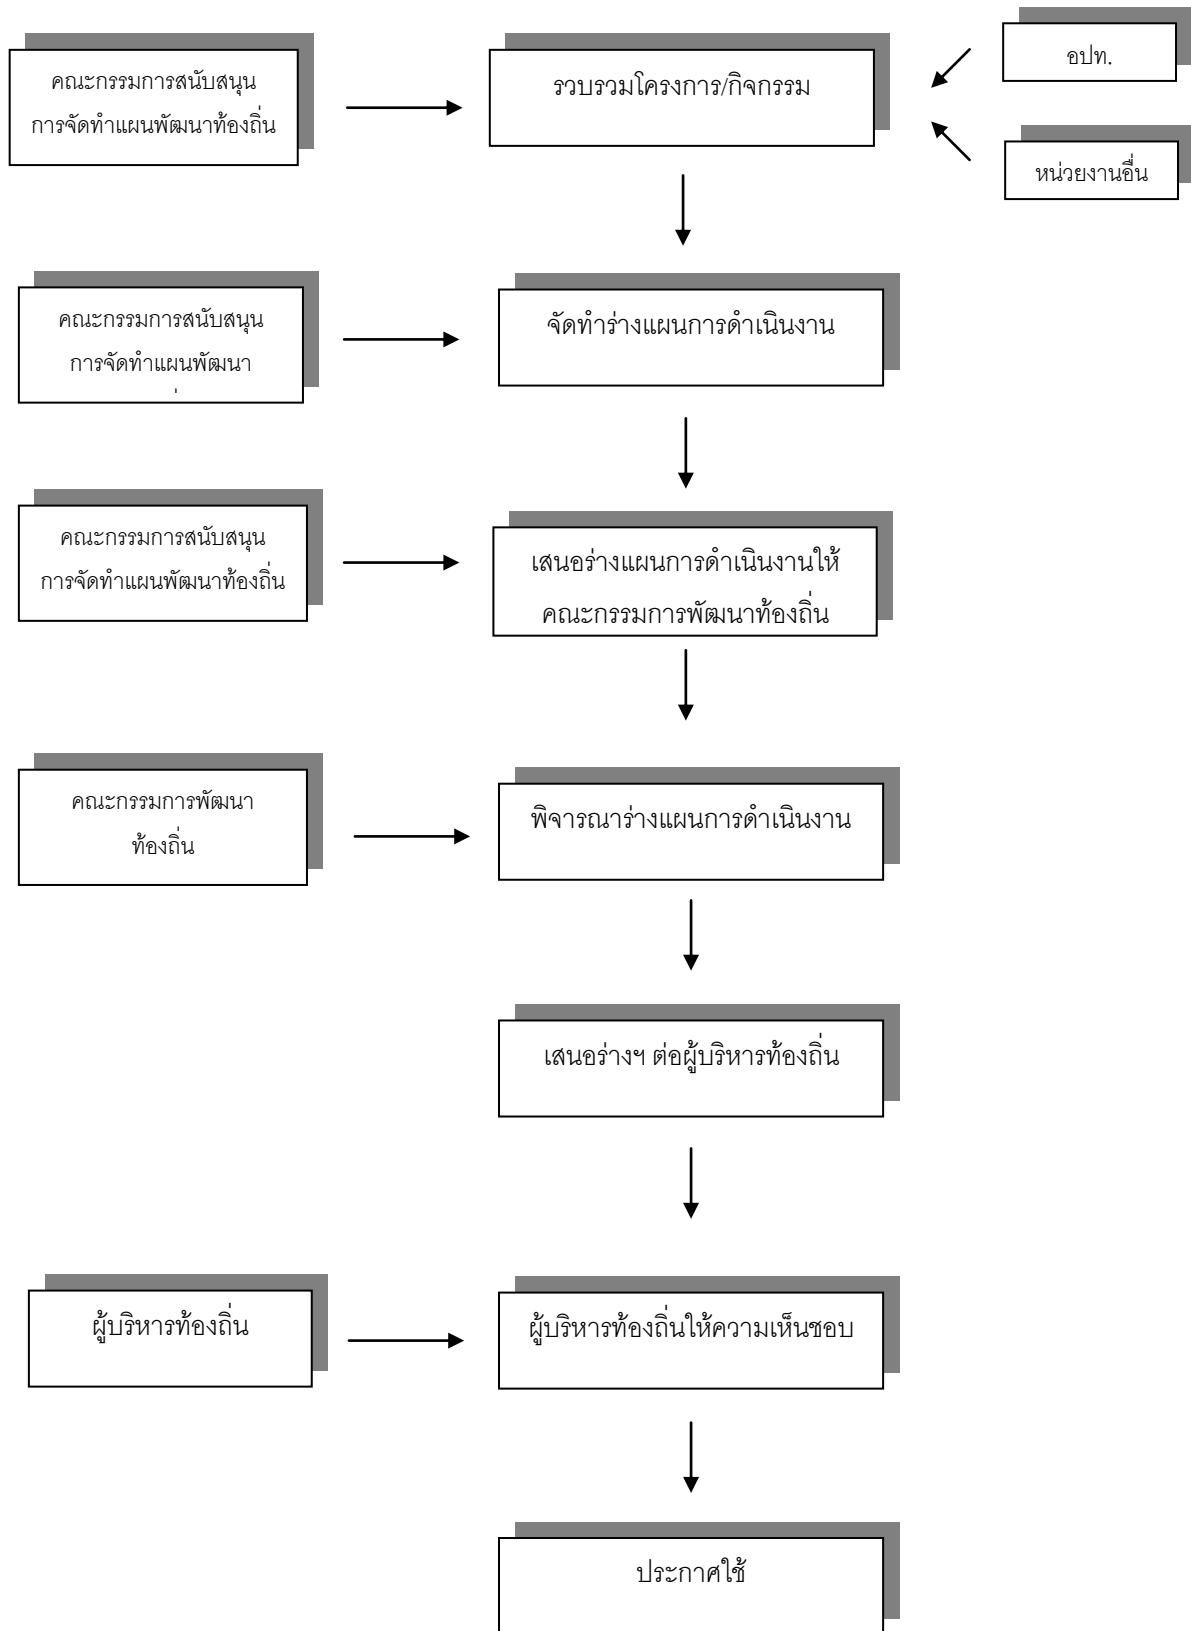 อปท.
คณะกรรมการสนับสนุน
การจัดทำแผนพัฒนาท้องถิ่น
รวบรวมโครงการ/กิจกรรม
หน่วยงานอื่น
คณะกรรมการสนับสนุน
การจัดทำแผนพัฒนา
จัดทำร่างแผนการดำเนินงาน
คณะกรรมการสนับสนุน
การจัดทำแผนพัฒนาท้องถิ่น
เสนอร่างแผนการดำเนินงานให้
คณะกรรมการพัฒนาท้องถิ่น
คณะกรรมการพัฒนา
ท้องถิ่น
พิจารณาร่างแผนการดำเนินงาน
เสนอร่างฯ ต่อผู้บริหารท้องถิ่น
ผู้บริหารท้องถิ่น
ผู้บริหารท้องถิ่นให้ความเห็นชอบ
ประกาศใช้